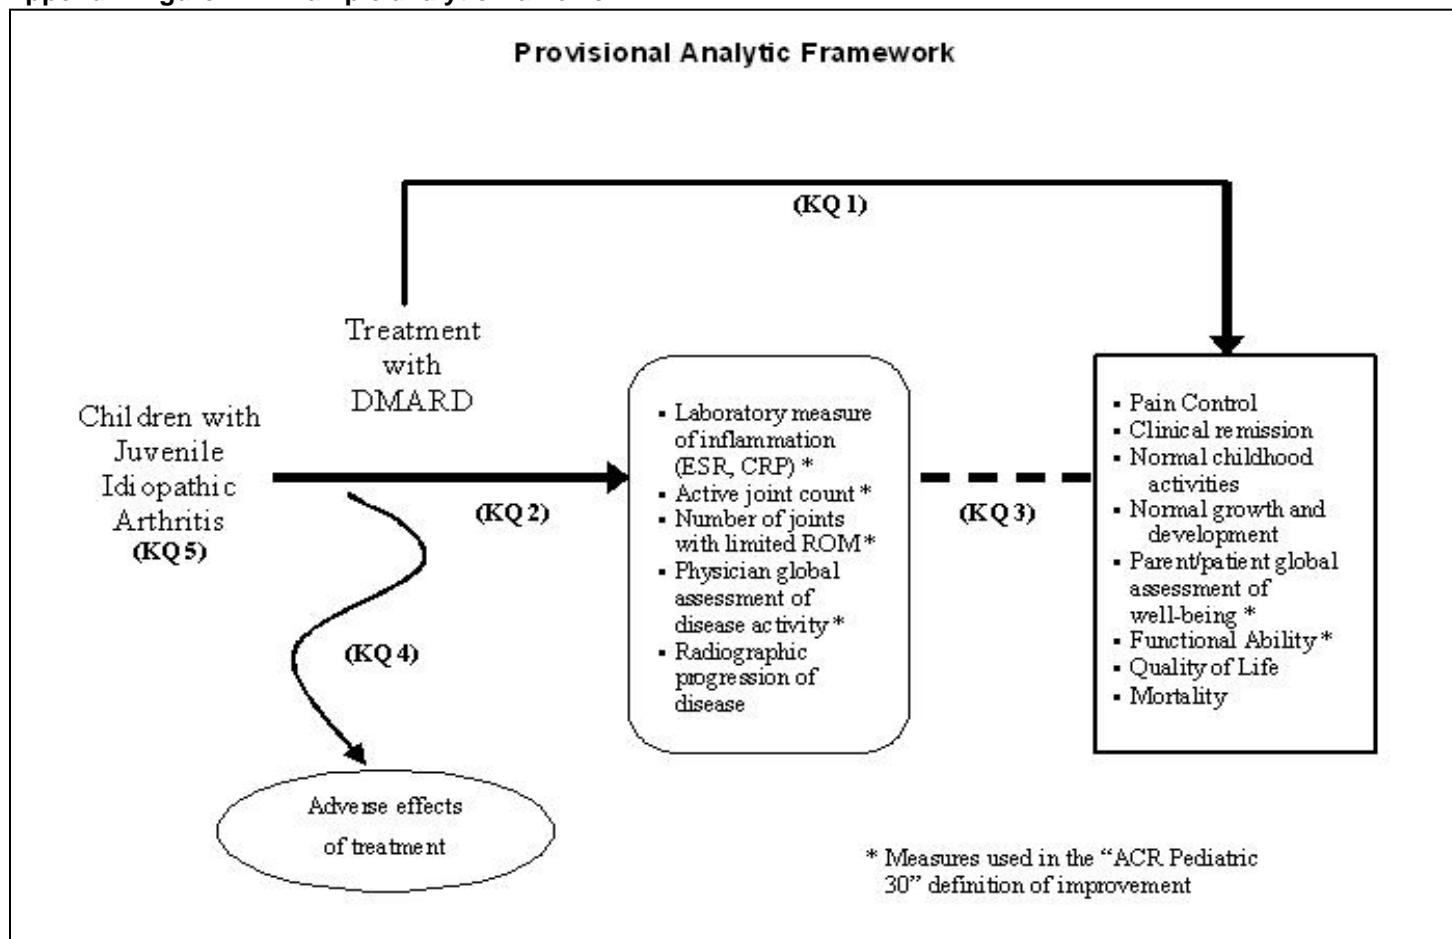 Provisional Analytic Framework
(KQ 1)
Treatment
with
DMARD
Children with
Juvenile
Idiopathic
Arthritis
(KQ 5)
(KQ 2)
▪ Laboratory measure
of inflammation
(ESR, CRP) *
▪ Active joint count *
▪ Number of joints
with limited ROM *
▪ Physician global
assessment of
disease activity *
▪ Radiographic
progression of
disease
(KQ 3)
▪ Pain Control
▪ Clinical remission
▪ Normal childhood
activities
▪ Normal growth and
development
▪ Parent/patient global
assessment of
well-being *
▪ Functional Ability *
▪ Quality of Life
▪ Mortality
(KQ 4)
Adverse effects
of treatment
* Measures used in the “ACR Pediatric
30” definition of improvement